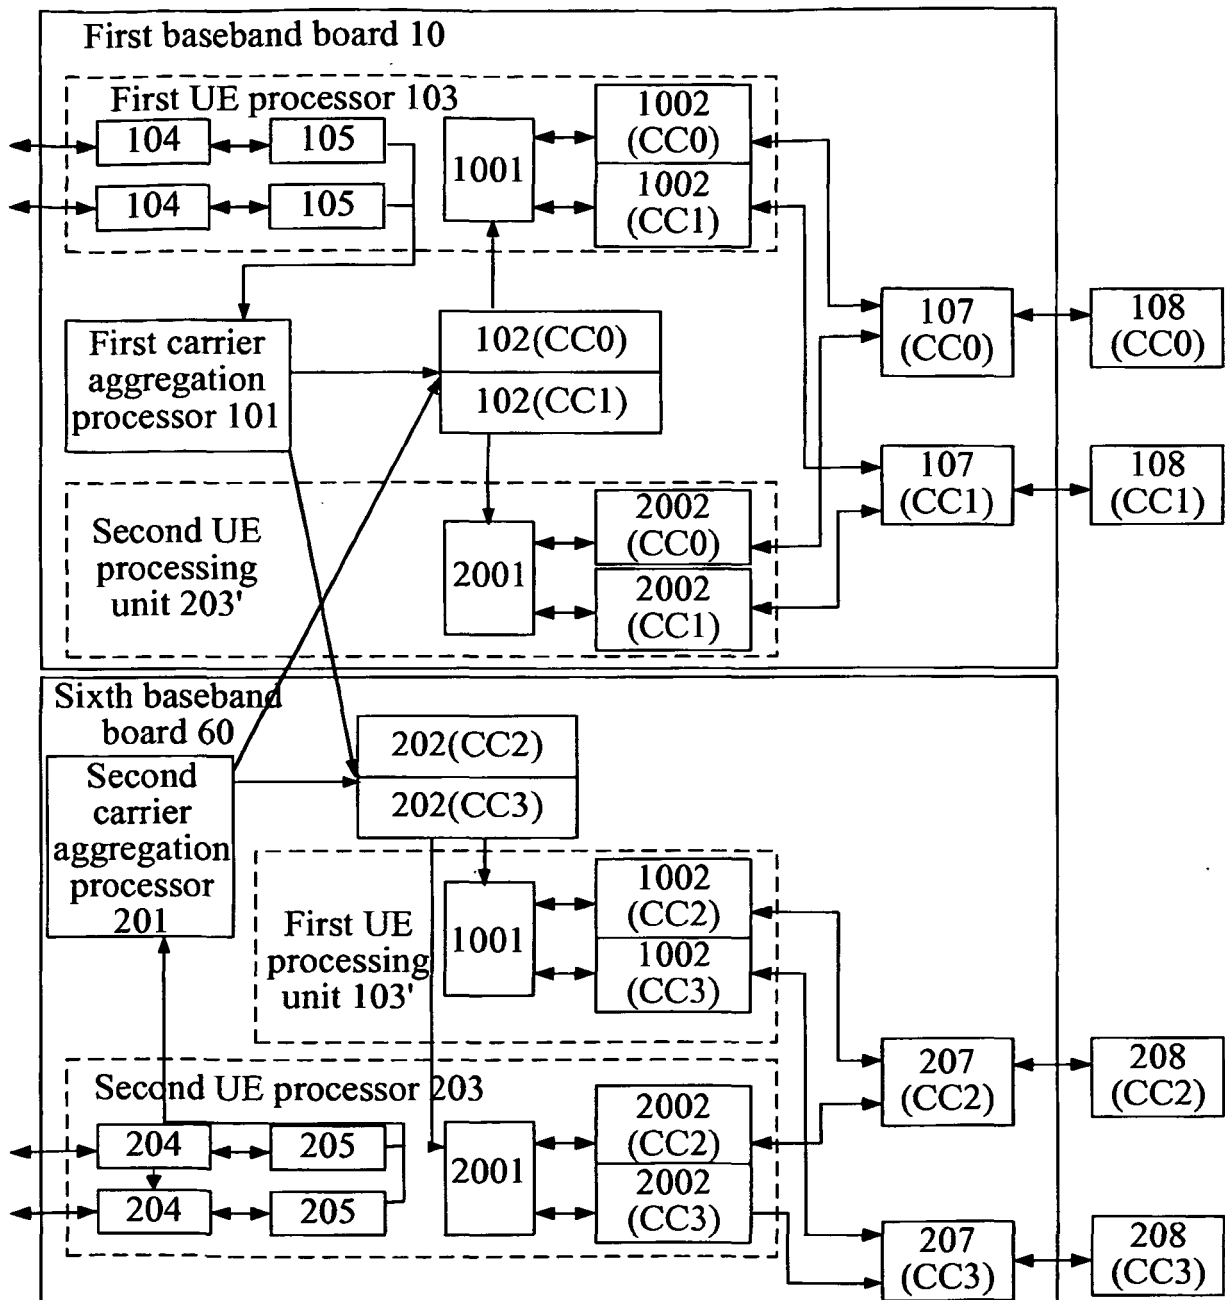 First baseband board 10
First UE processor 103
104
105
104
105
1001
1002
(CC0)
1002
(CC1)
107
(CC0)
108
(CC0)
First carrier
aggregation
processor 101
102(CC0)
102(CC1)
107
(CC1)
108
(CC1)
Second UE
processing
unit 203'
2001
2002
(CC0)
2002
(CC1)
Sixth baseband
board 60
Second
carrier
aggregation
processor
201
202(CC2)
202(CC3)
First UE
processing
unit 103'
1001
1002
(CC2)
1002
(CC3)
207
(CC2)
208
(CC2)
Second UE processor 203
204
205
204
205
2001
2002
(CC2)
2002
(CC3)
207
(CC3)
208
(CC3)